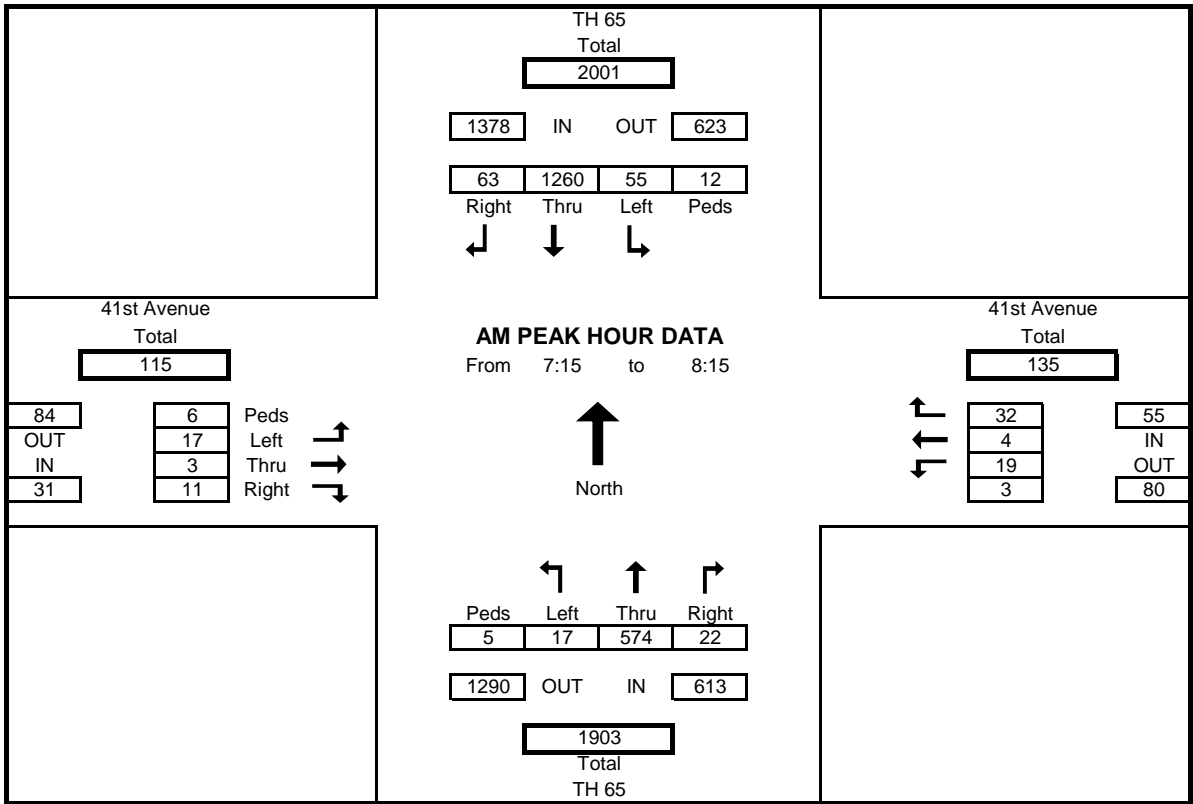 TH 65
Total
2001
1378 IN OUT 623
63 1260 55 12
Right Thru Left Peds
41st Avenue
Total
115
84 6 Peds
OUT 17 Left
IN 3 Thru
31 11 Right
AM PEAK HOUR DATA
From 7:15 to 8:15
North
41st Avenue
Total
135
32 55
4 IN
19 OUT
3 80
Peds Left Thru Right
5 17 574 22
1290 OUT IN 613
1903
Total
TH 65